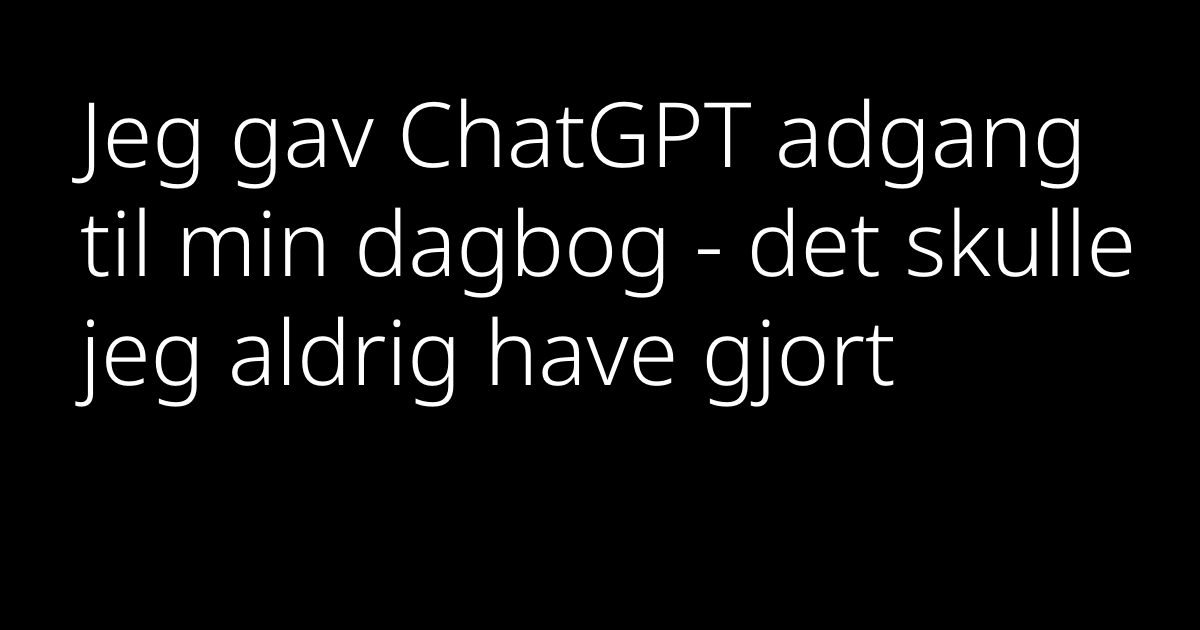 Jeg gav ChatGPT adgang
til min dagbog - det skulle
jeg aldrig have gjort